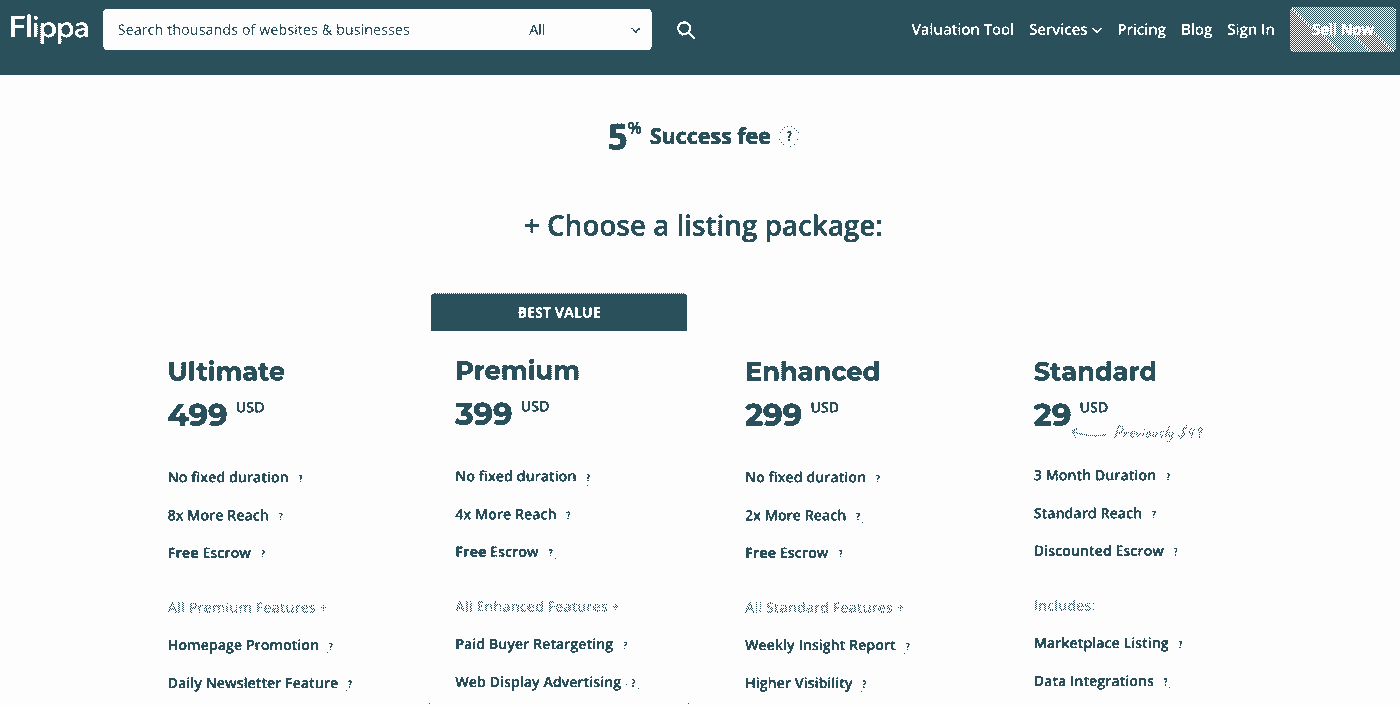 Flippa Search thousands of websites & businesses All Valuation Tool Services Pricing Blog Sign In Sell Now
5% Success fee ?
+ Choose a listing package:
BEST VALUE
Ultimate
499 USD
No fixed duration ?
8x More Reach ?
Free Escrow ?
All Premium Features +
Homepage Promotion ?
Daily Newsletter Feature ?
Premium
399 USD
No fixed duration ?
4x More Reach ?
Free Escrow ?
All Enhanced Features +
Paid Buyer Retargeting ?
Web Display Advertising ?
Enhanced
299 USD
No fixed duration ?
2x More Reach ?
Free Escrow ?
All Standard Features +
Weekly Insight Report ?
Higher Visibility ?
Standard
29 USD
Previously
3 Month Duration ?
Standard Reach ?
Discounted Escrow ?
Includes:
Marketplace Listing ?
Data Integrations ?